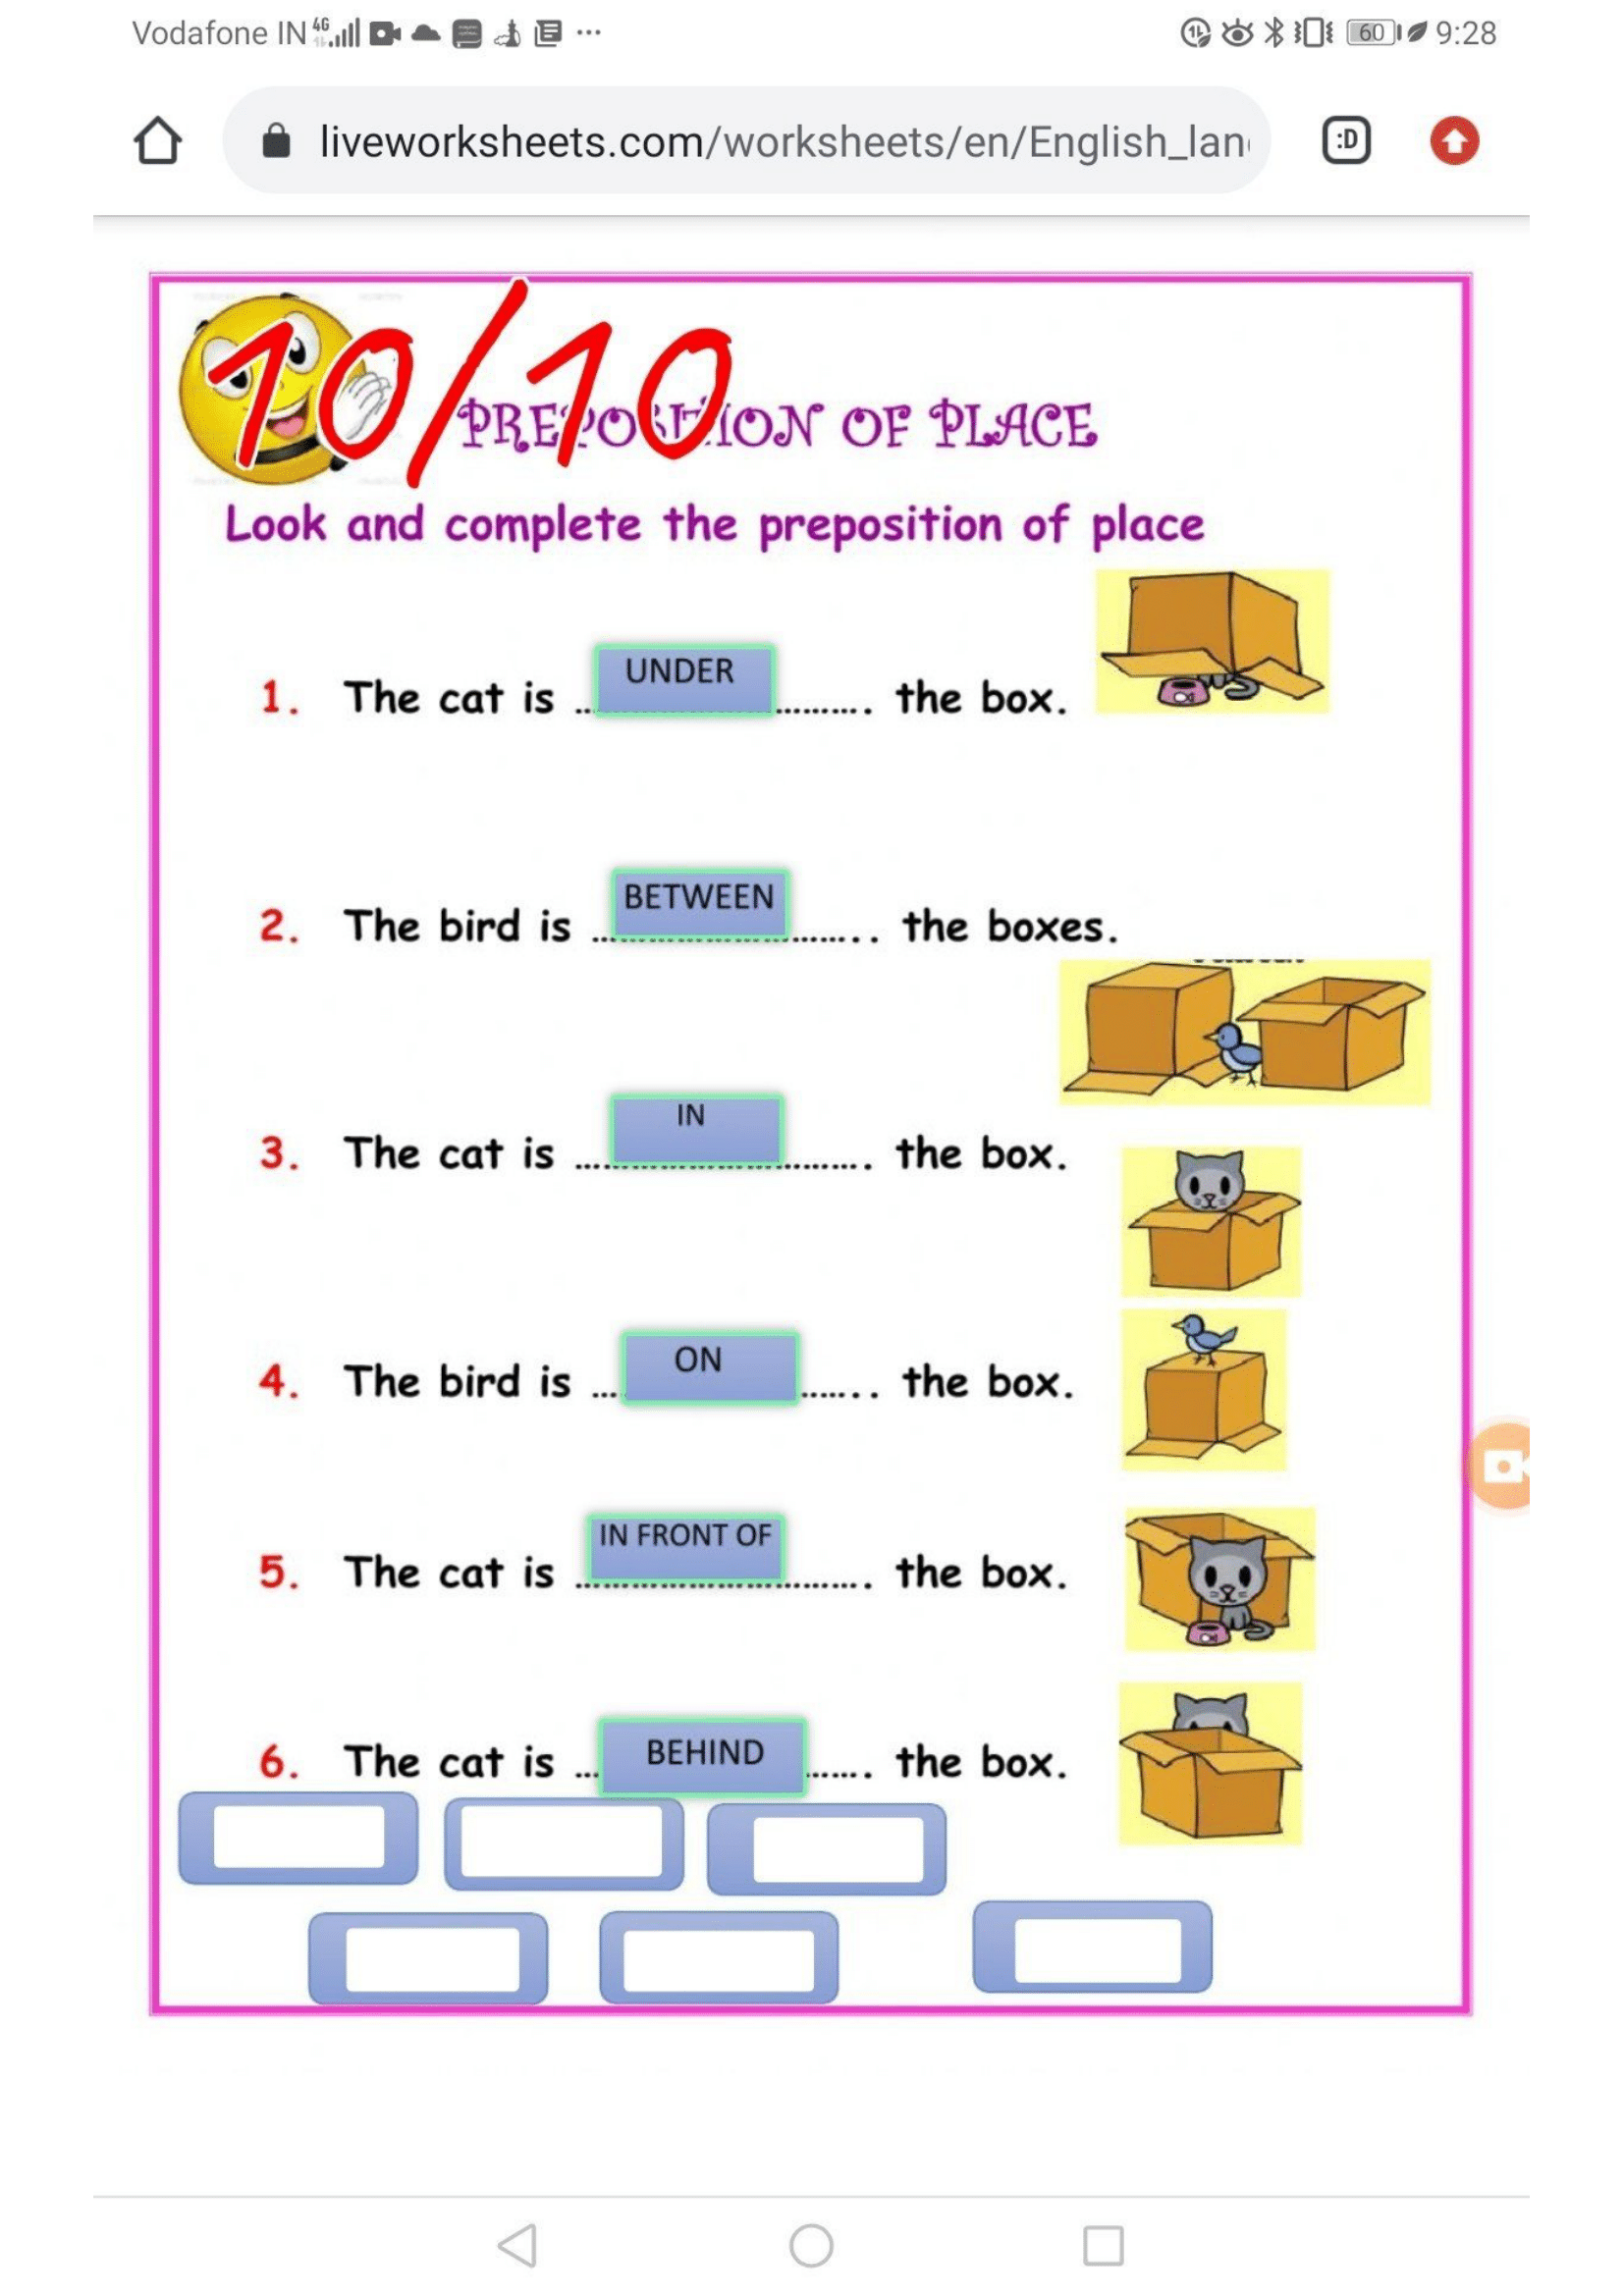 Vodafone IN 4G 60 9:28
liveworksheets.com/worksheets/en/English_lan
:D
10/10
PREPOSITION OF PLACE
Look and complete the preposition of place
1. The cat is .. UNDER .......... the box.
2. The bird is .. BETWEEN ........ the boxes.
3. The cat is ... IN ......... the box.
4. The bird is .... ON ....... the box.
5. The cat is .. IN FRONT OF ......... the box.
6. The cat is ... BEHIND ....... the box.